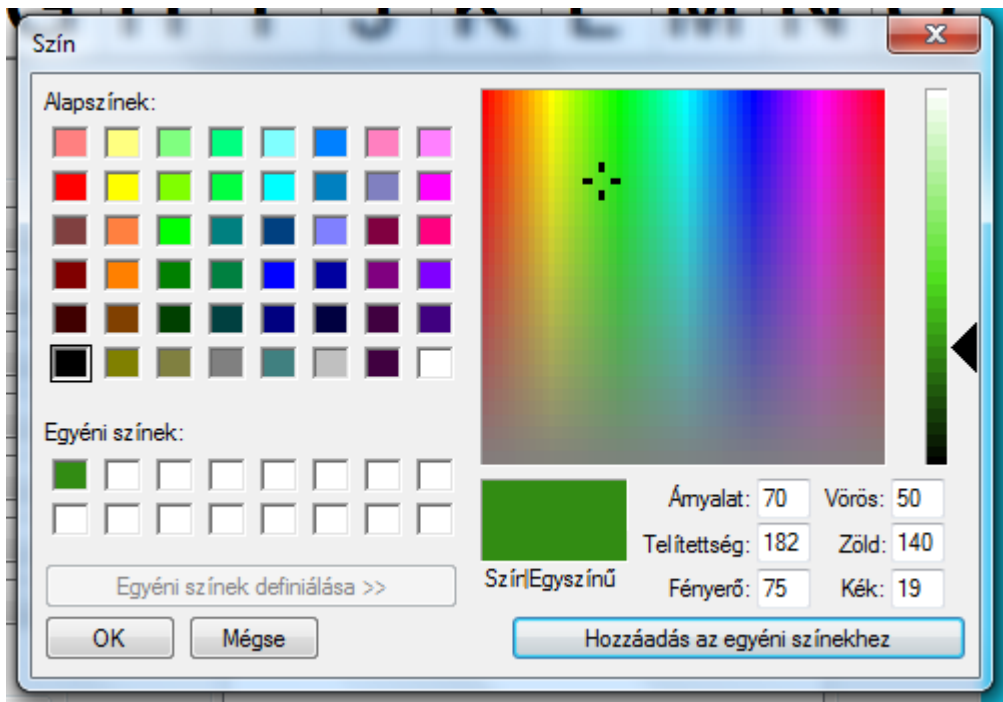 Szín
Alapszínek:
Egyéni színek:
Egyéni színek definiálása >>
OK
Mégse
Szín|Egyszínű
Árnyalat: 70
Vörös: 50
Telítettség: 182
Zöld: 140
Fényerő: 75
Kék: 19
Hozzáadás az egyéni színekhez